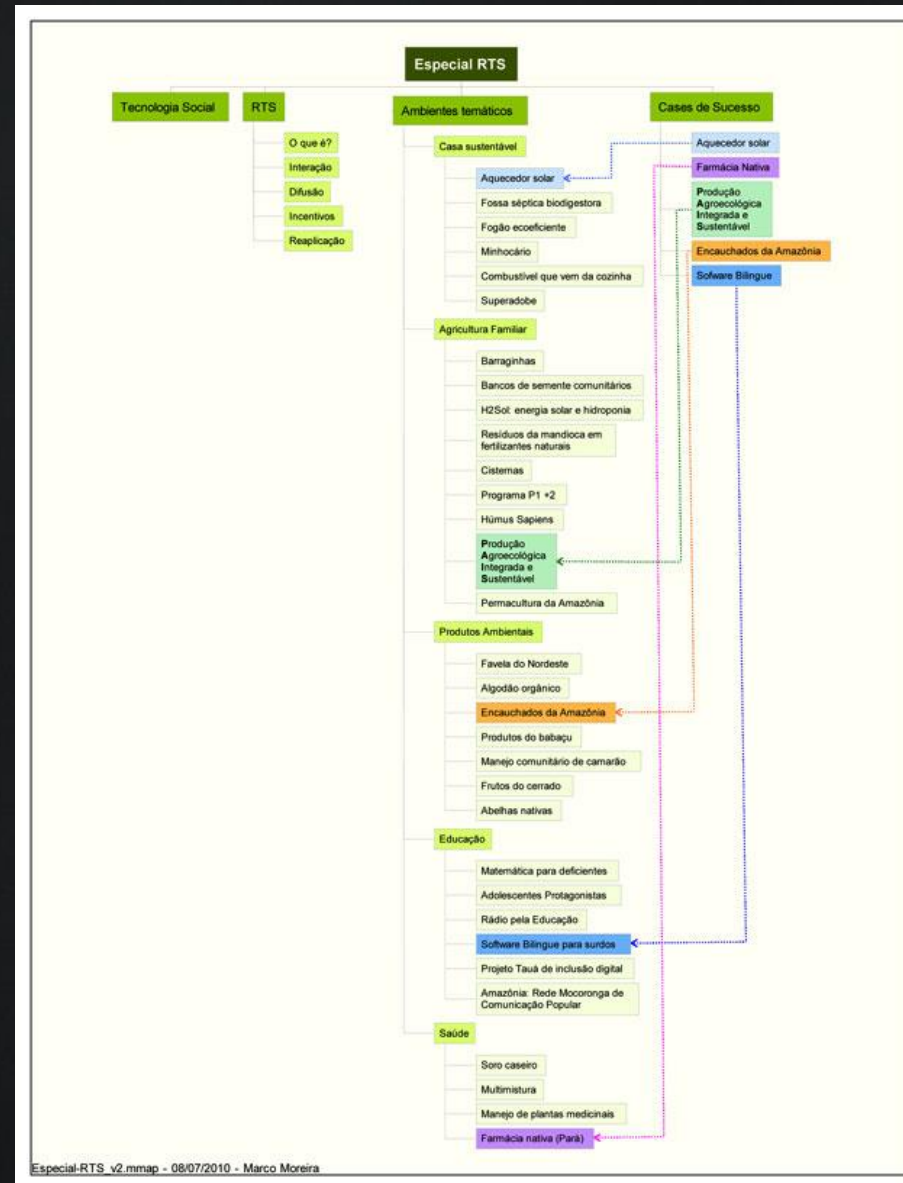 Especial RTS
Tecnologia Social
RTS
O que é?
Interação
Difusão
Incentivos
Reaplicação
Ambientes temáticos
Casa sustentável
Aquecedor solar
Fossa séptica biodigestora
Fogão ecoeficiente
Minhocário
Combustível que vem da cozinha
Superadobe
Agricultura Familiar
Barraginhas
Bancos de semente comunitários
H2Sol: energia solar e hidroponia
Resíduos da mandioca em
fertilizantes naturais
Cisternas
Programa P1 +2
Húmus Sapiens
Produção
Agroecológica
Integrada e
Sustentável
Permacultura da Amazônia
Produtos Ambientais
Favela do Nordeste
Algodão orgânico
Encauchados da Amazônia
Produtos do babaçu
Manejo comunitário de camarão
Frutos do cerrado
Abelhas nativas
Educação
Matemática para deficientes
Adolescentes Protagonistas
Rádio pela Educação
Software Bilingue para surdos
Projeto Tauá de inclusão digital
Amazônia: Rede Mocoronga de
Comunicação Popular
Saúde
Soro caseiro
Multimistura
Manejo de plantas medicinais
Farmácia nativa (Pará)
Cases de Sucesso
Aquecedor solar
Farmácia Nativa
Produção
Agroecológica
Integrada e
Sustentável
Encauchados da Amazônia
Sofware Bilingue
Especial-RTS_v2.mmap - 08/07/2010 - Marco Moreira